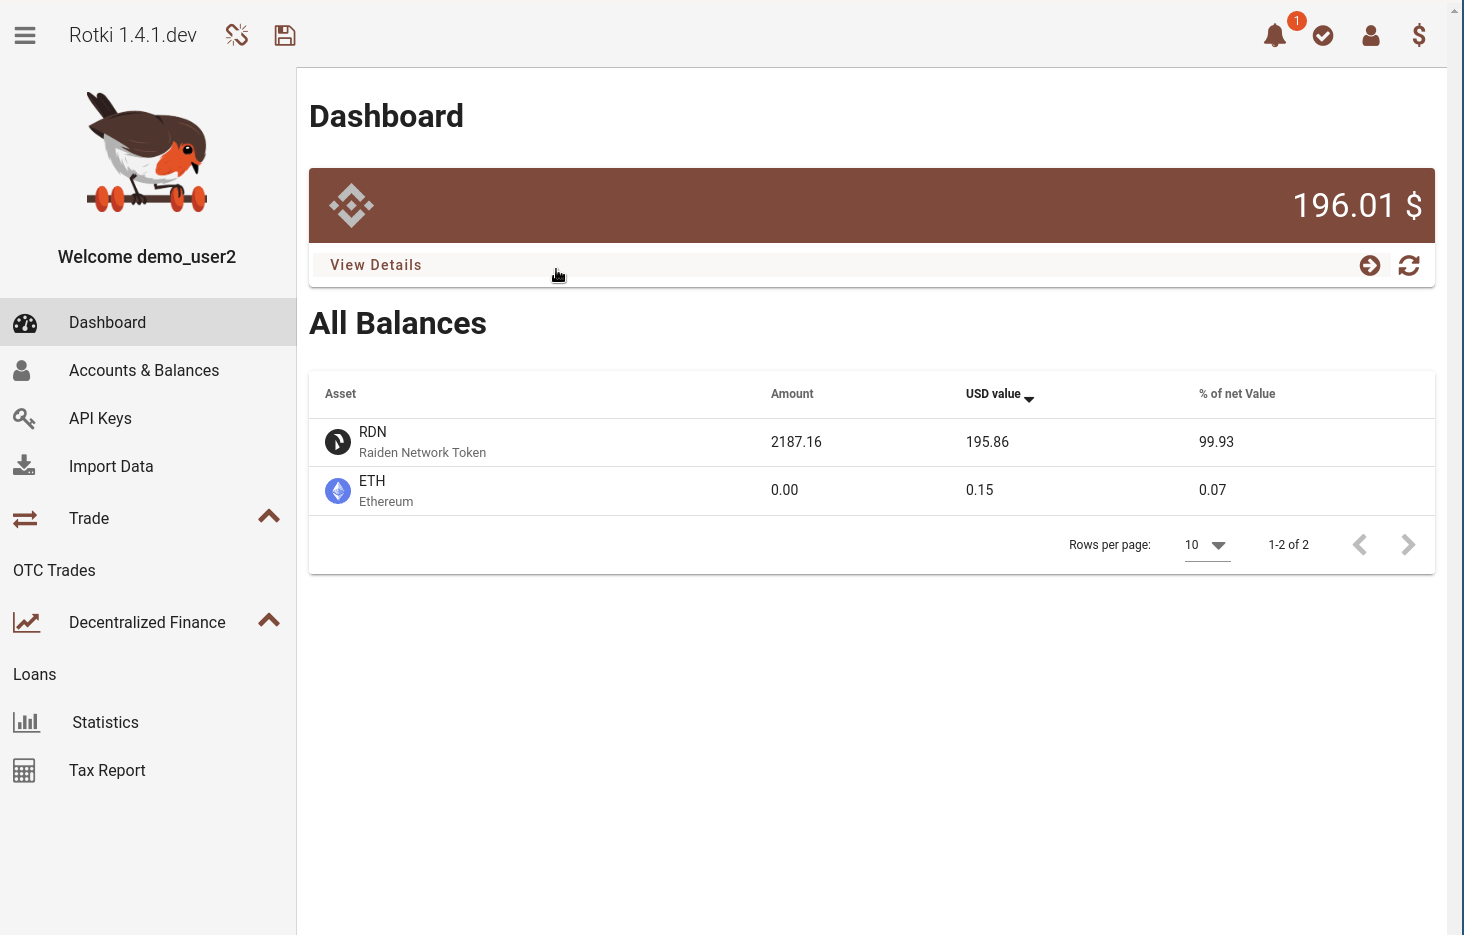 Rotki 1.4.1.dev
1
$
Welcome demo_user2
Dashboard
Accounts & Balances
API Keys
Import Data
Trade
OTC Trades
Decentralized Finance
Loans
Statistics
Tax Report
Dashboard
196.01 $
View Details
All Balances
Asset Amount USD value % of net Value
RDN
Raiden Network Token
2187.16 195.86 99.93
ETH
Ethereum
0.00 0.15 0.07
Rows per page: 10 1-2 of 2